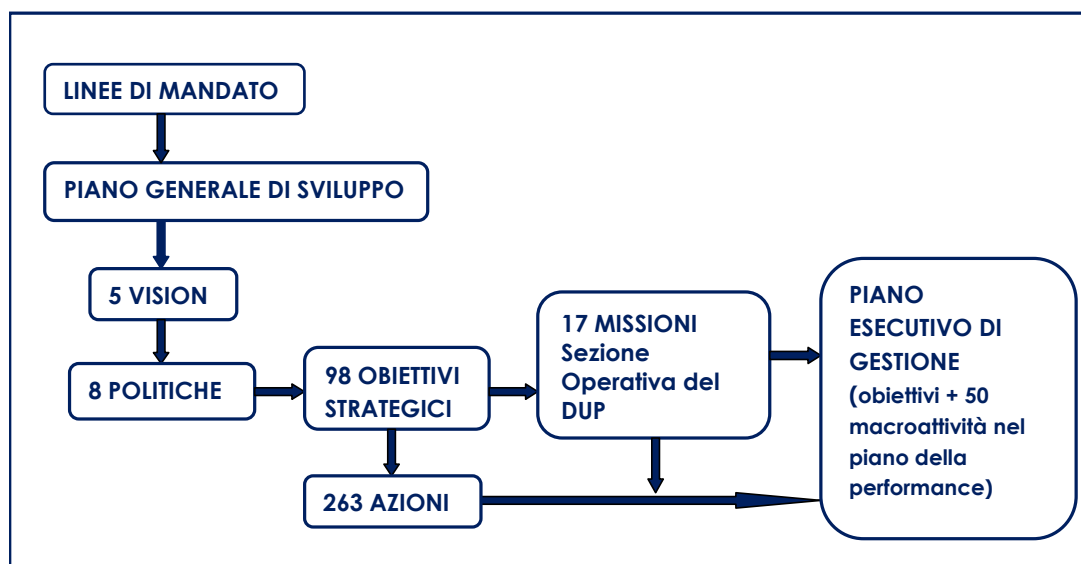 LINEE DI MANDATO
PIANO GENERALE DI SVILUPPO
5 VISION
8 POLITICHE
98 OBIETTIVI
STRATEGICI
263 AZIONI
17 MISSIONI
Sezione
Operativa del
DUP
PIANO
ESECUTIVO DI
GESTIONE
(obiettivi + 50
macroattività nel
piano della
performance)